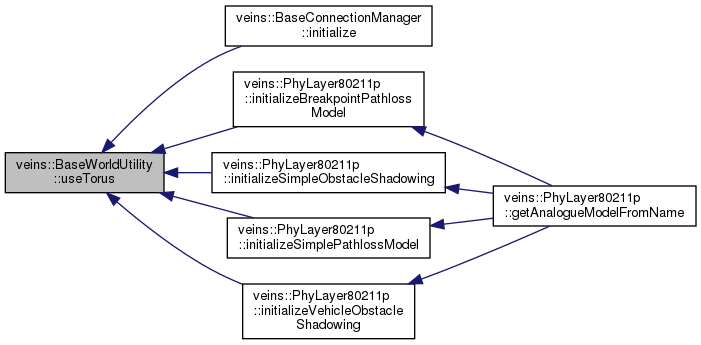 veins::BaseConnectionManager
::initialize
veins::PhyLayer80211p
::initializeBreakpointPathloss
Model
veins::BaseWorldUtility
::useTorus
veins::PhyLayer80211p
::initializeSimpleObstacleShadowing
veins::PhyLayer80211p
::getAnalogueModelFromName
veins::PhyLayer80211p
::initializeSimplePathlossModel
veins::PhyLayer80211p
::initializeVehicleObstacle
Shadowing